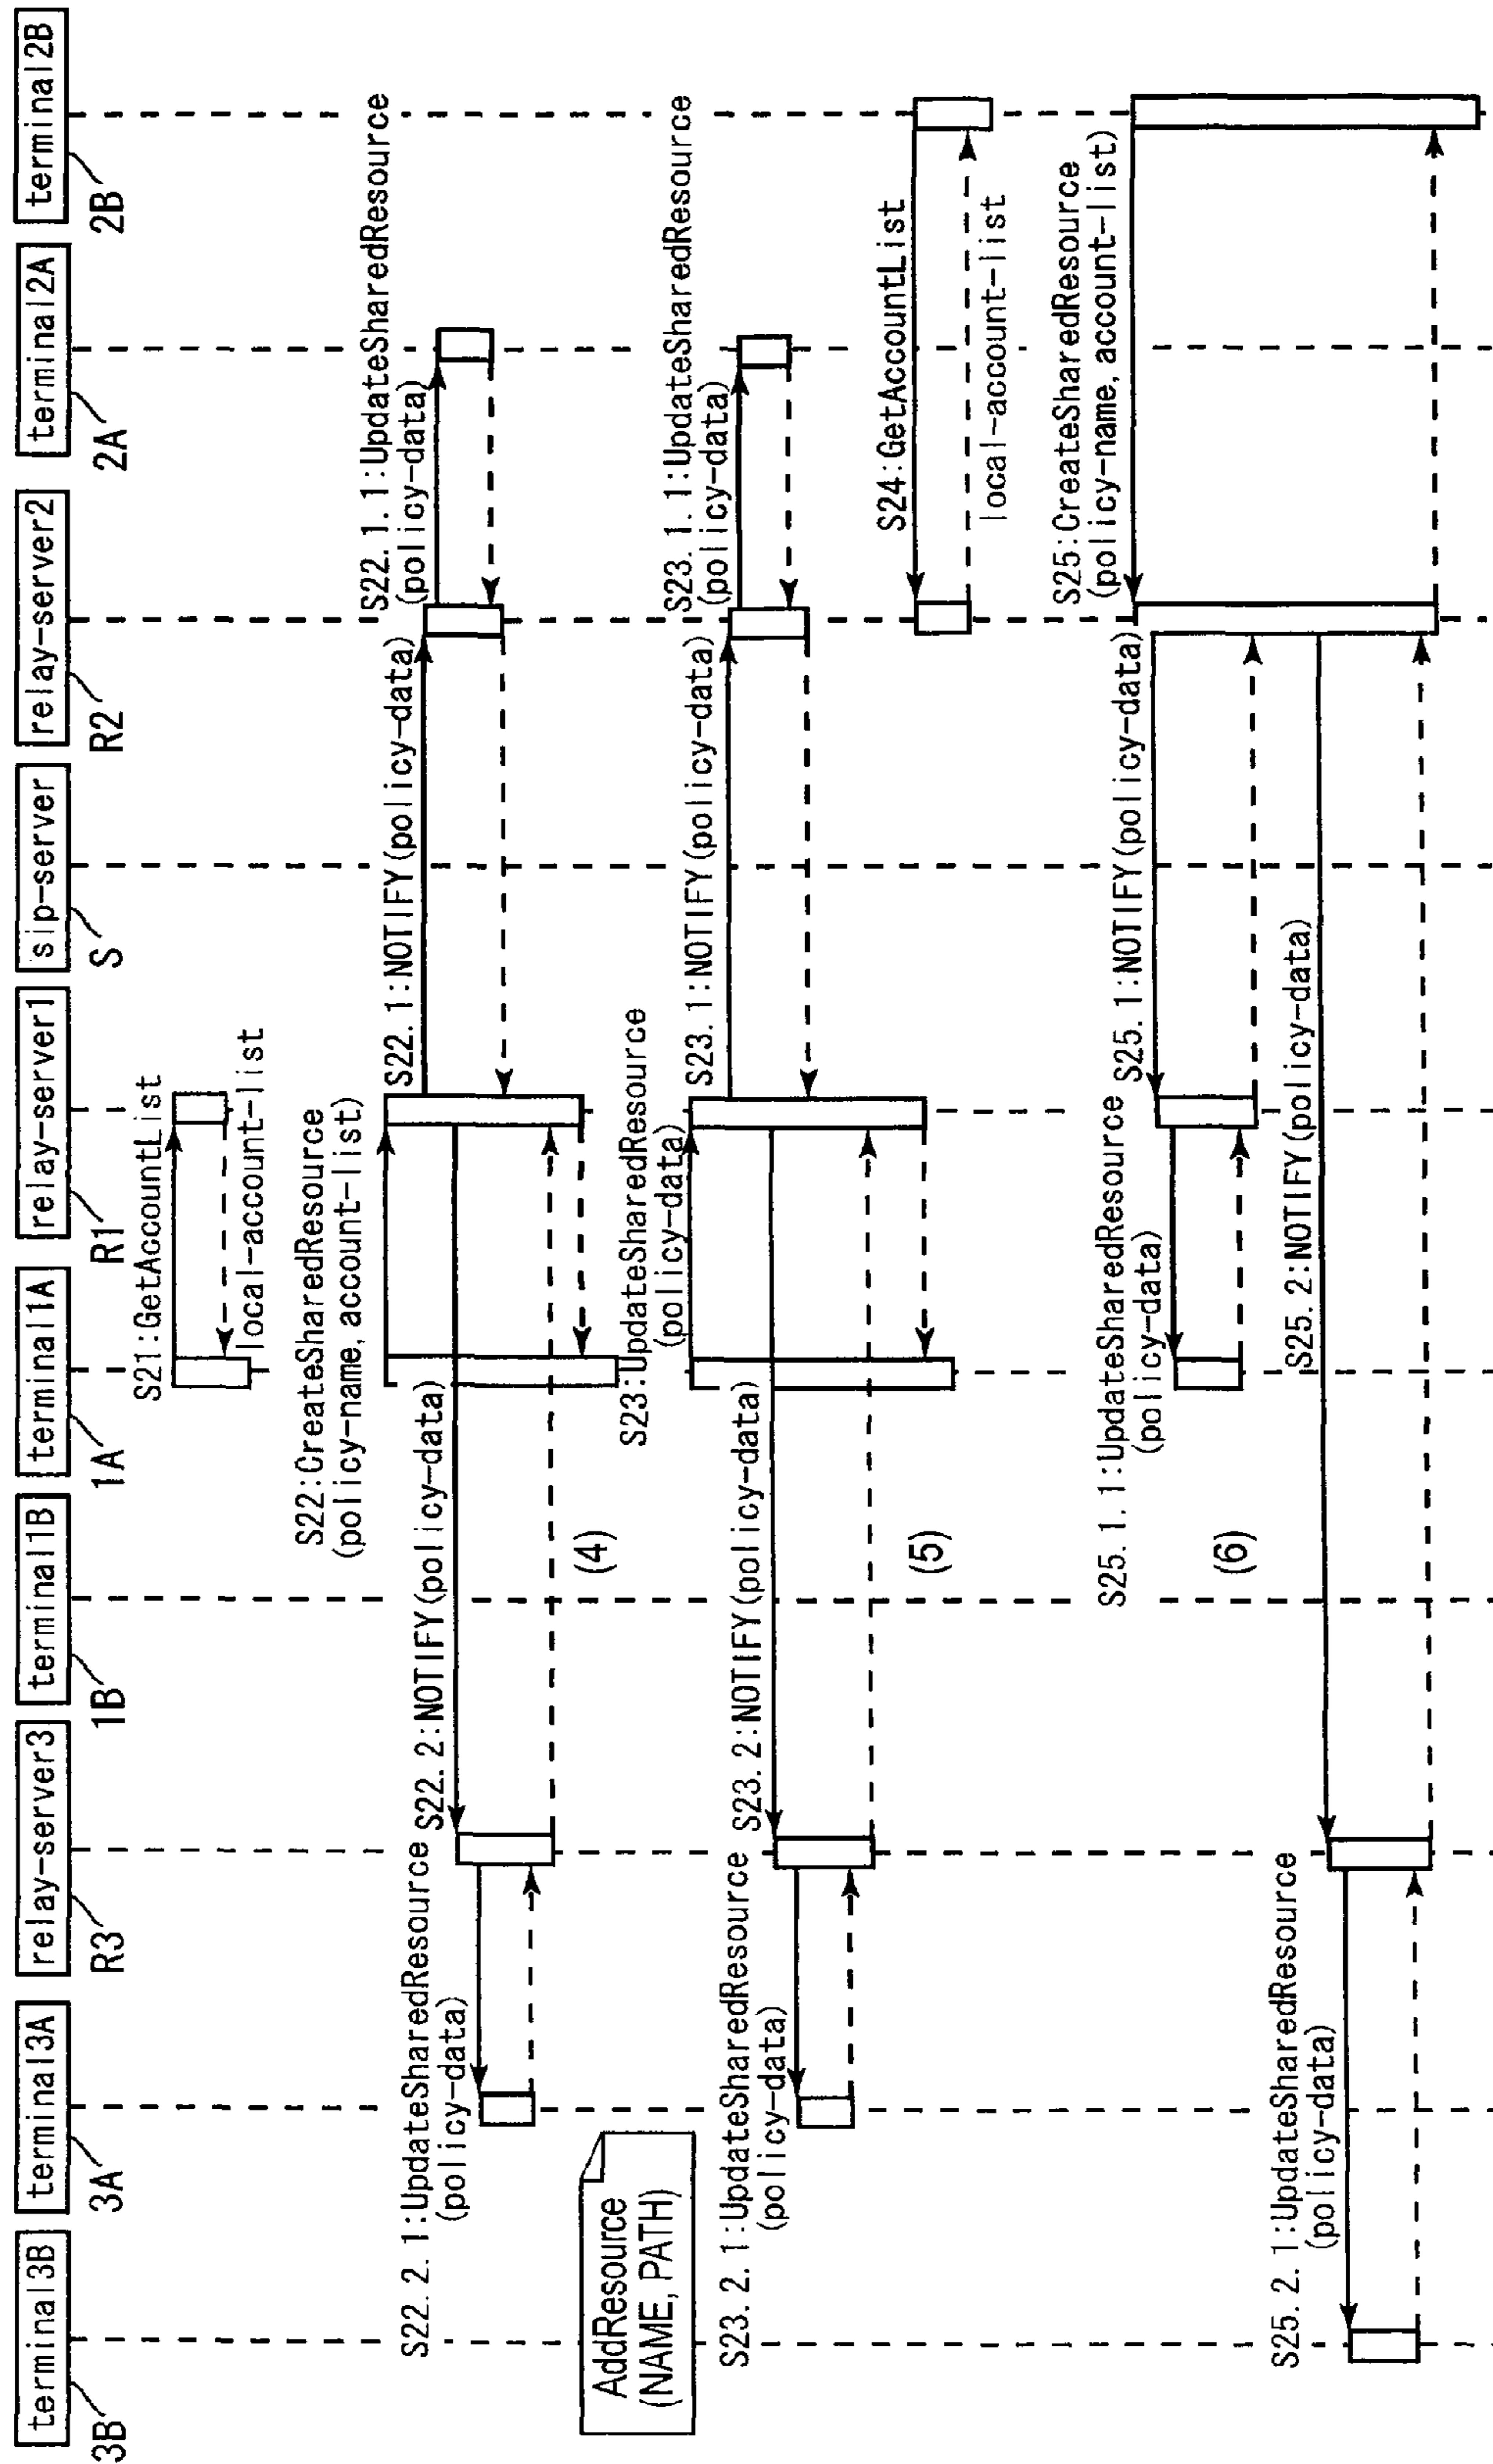 terminal3B
terminal3A
relay-server3
terminal1B
terminal1A
relay-server1
sip-server
relay-server2
terminal2A
terminal2B
3B
3A
R3
1B
1A
R1
S
R2
2A
2B
S21:GetAccountList
local-account-list
S22:CreateSharedResource
(policy-name, account-list)
S22.1:NOTIFY(policy-data)
S22.1.1:UpdateSharedResource
(policy-data)
S22.2:NOTIFY(policy-data)
S22.2.1:UpdateSharedResource
(policy-data)
(4)
AddResource
(NAME, PATH)
S23:UpdateSharedResource
(policy-data)
S23.1:NOTIFY(policy-data)
S23.1.1:UpdateSharedResource
(policy-data)
S23.2:NOTIFY(policy-data)
S23.2.1:UpdateSharedResource
(policy-data)
(5)
S24:GetAccountList
local-account-list
S25:CreateSharedResource
(policy-name, account-list)
S25.1:NOTIFY(policy-data)
S25.1.1:UpdateSharedResource
(policy-data)
(6)
S25.2:NOTIFY(policy-data)
S25.2.1:UpdateSharedResource
(policy-data)